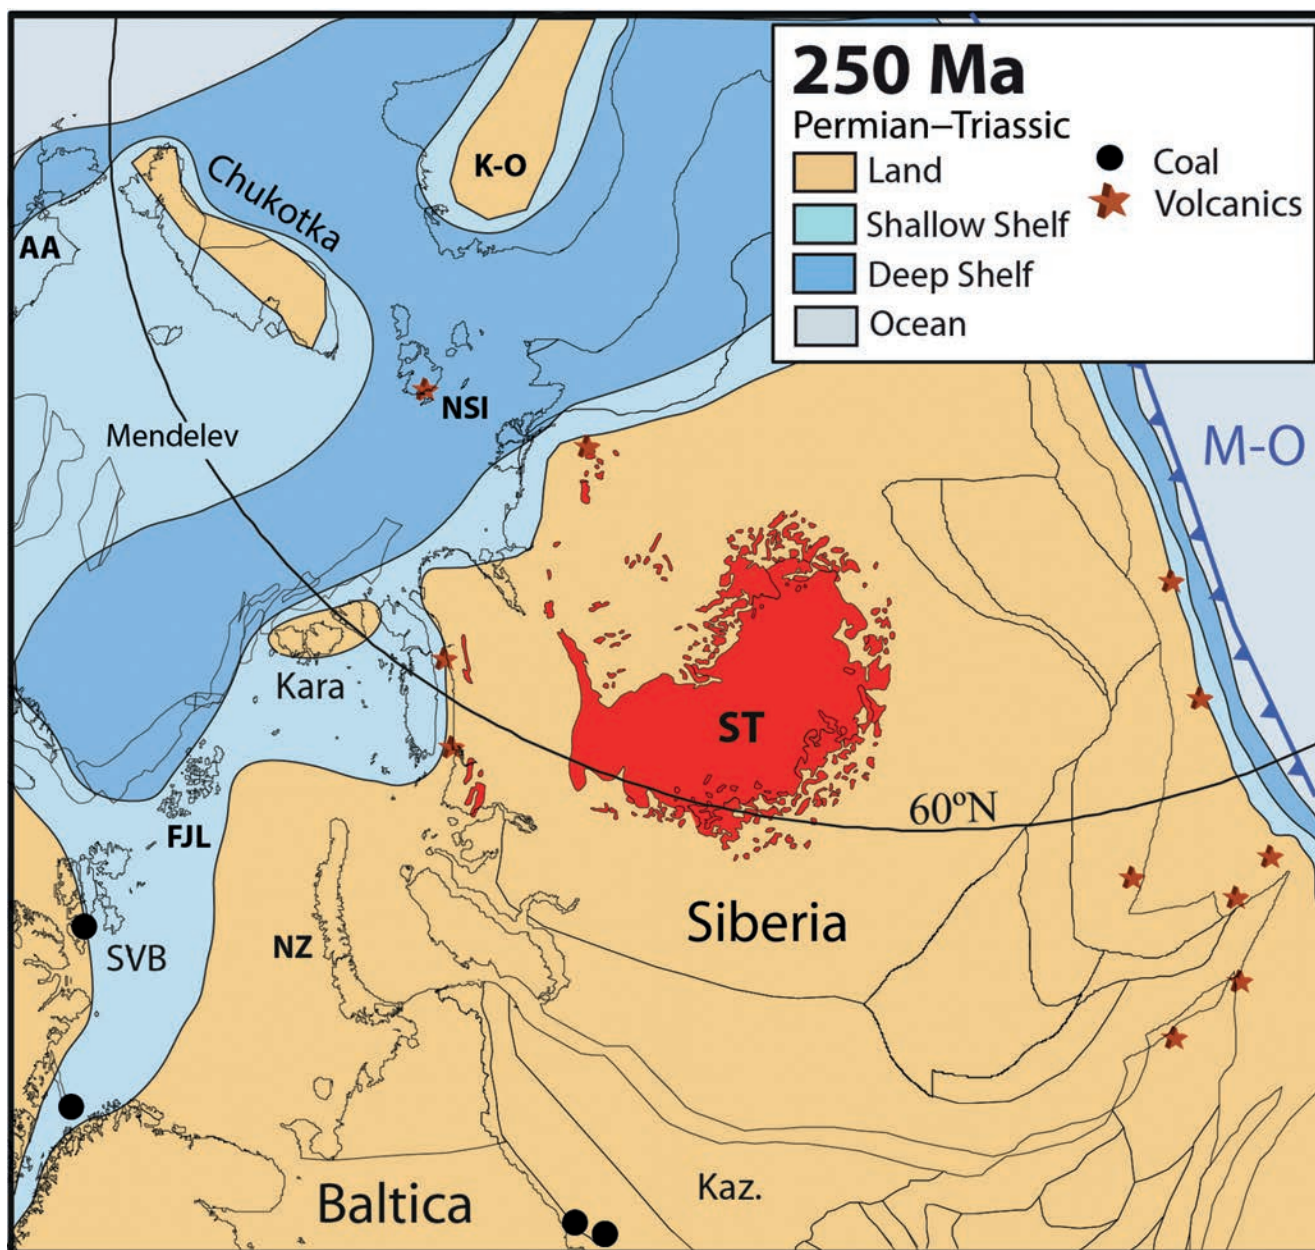 250 Ma
Permian–Triassic
Land
Shallow Shelf
Deep Shelf
Ocean
Coal
Volcanics
K-O
Chukotka
AA
NSI
Mendelev
M-O
Kara
ST
60ºN
FJL
Siberia
NZ
SVB
Kaz.
Baltica